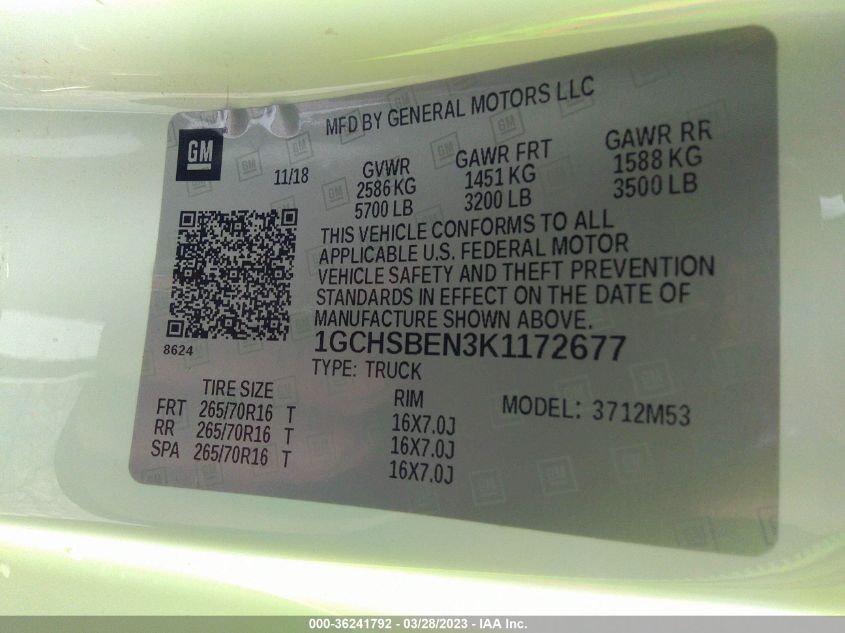 MFD BY GENERAL MOTORS LLC
GM
11/18
GVWR GAWR FRT GAWR RR
2586 KG 1451 KG 1588 KG
5700 LB 3200 LB 3500 LB
THIS VEHICLE CONFORMS TO ALL
APPLICABLE U.S. FEDERAL MOTOR
VEHICLE SAFETY AND THEFT PREVENTION
STANDARDS IN EFFECT ON THE DATE OF
MANUFACTURE SHOWN ABOVE.
8624
1GCHSBEN3K1172677
TYPE: TRUCK
TIRE SIZE RIM MODEL: 3712M53
FRT 265/70R16 T 16X7.0J
RR 265/70R16 T 16X7.0J
SPA 265/70R16 T 16X7.0J
000-36241792 - 03/28/2023 - IAA Inc.